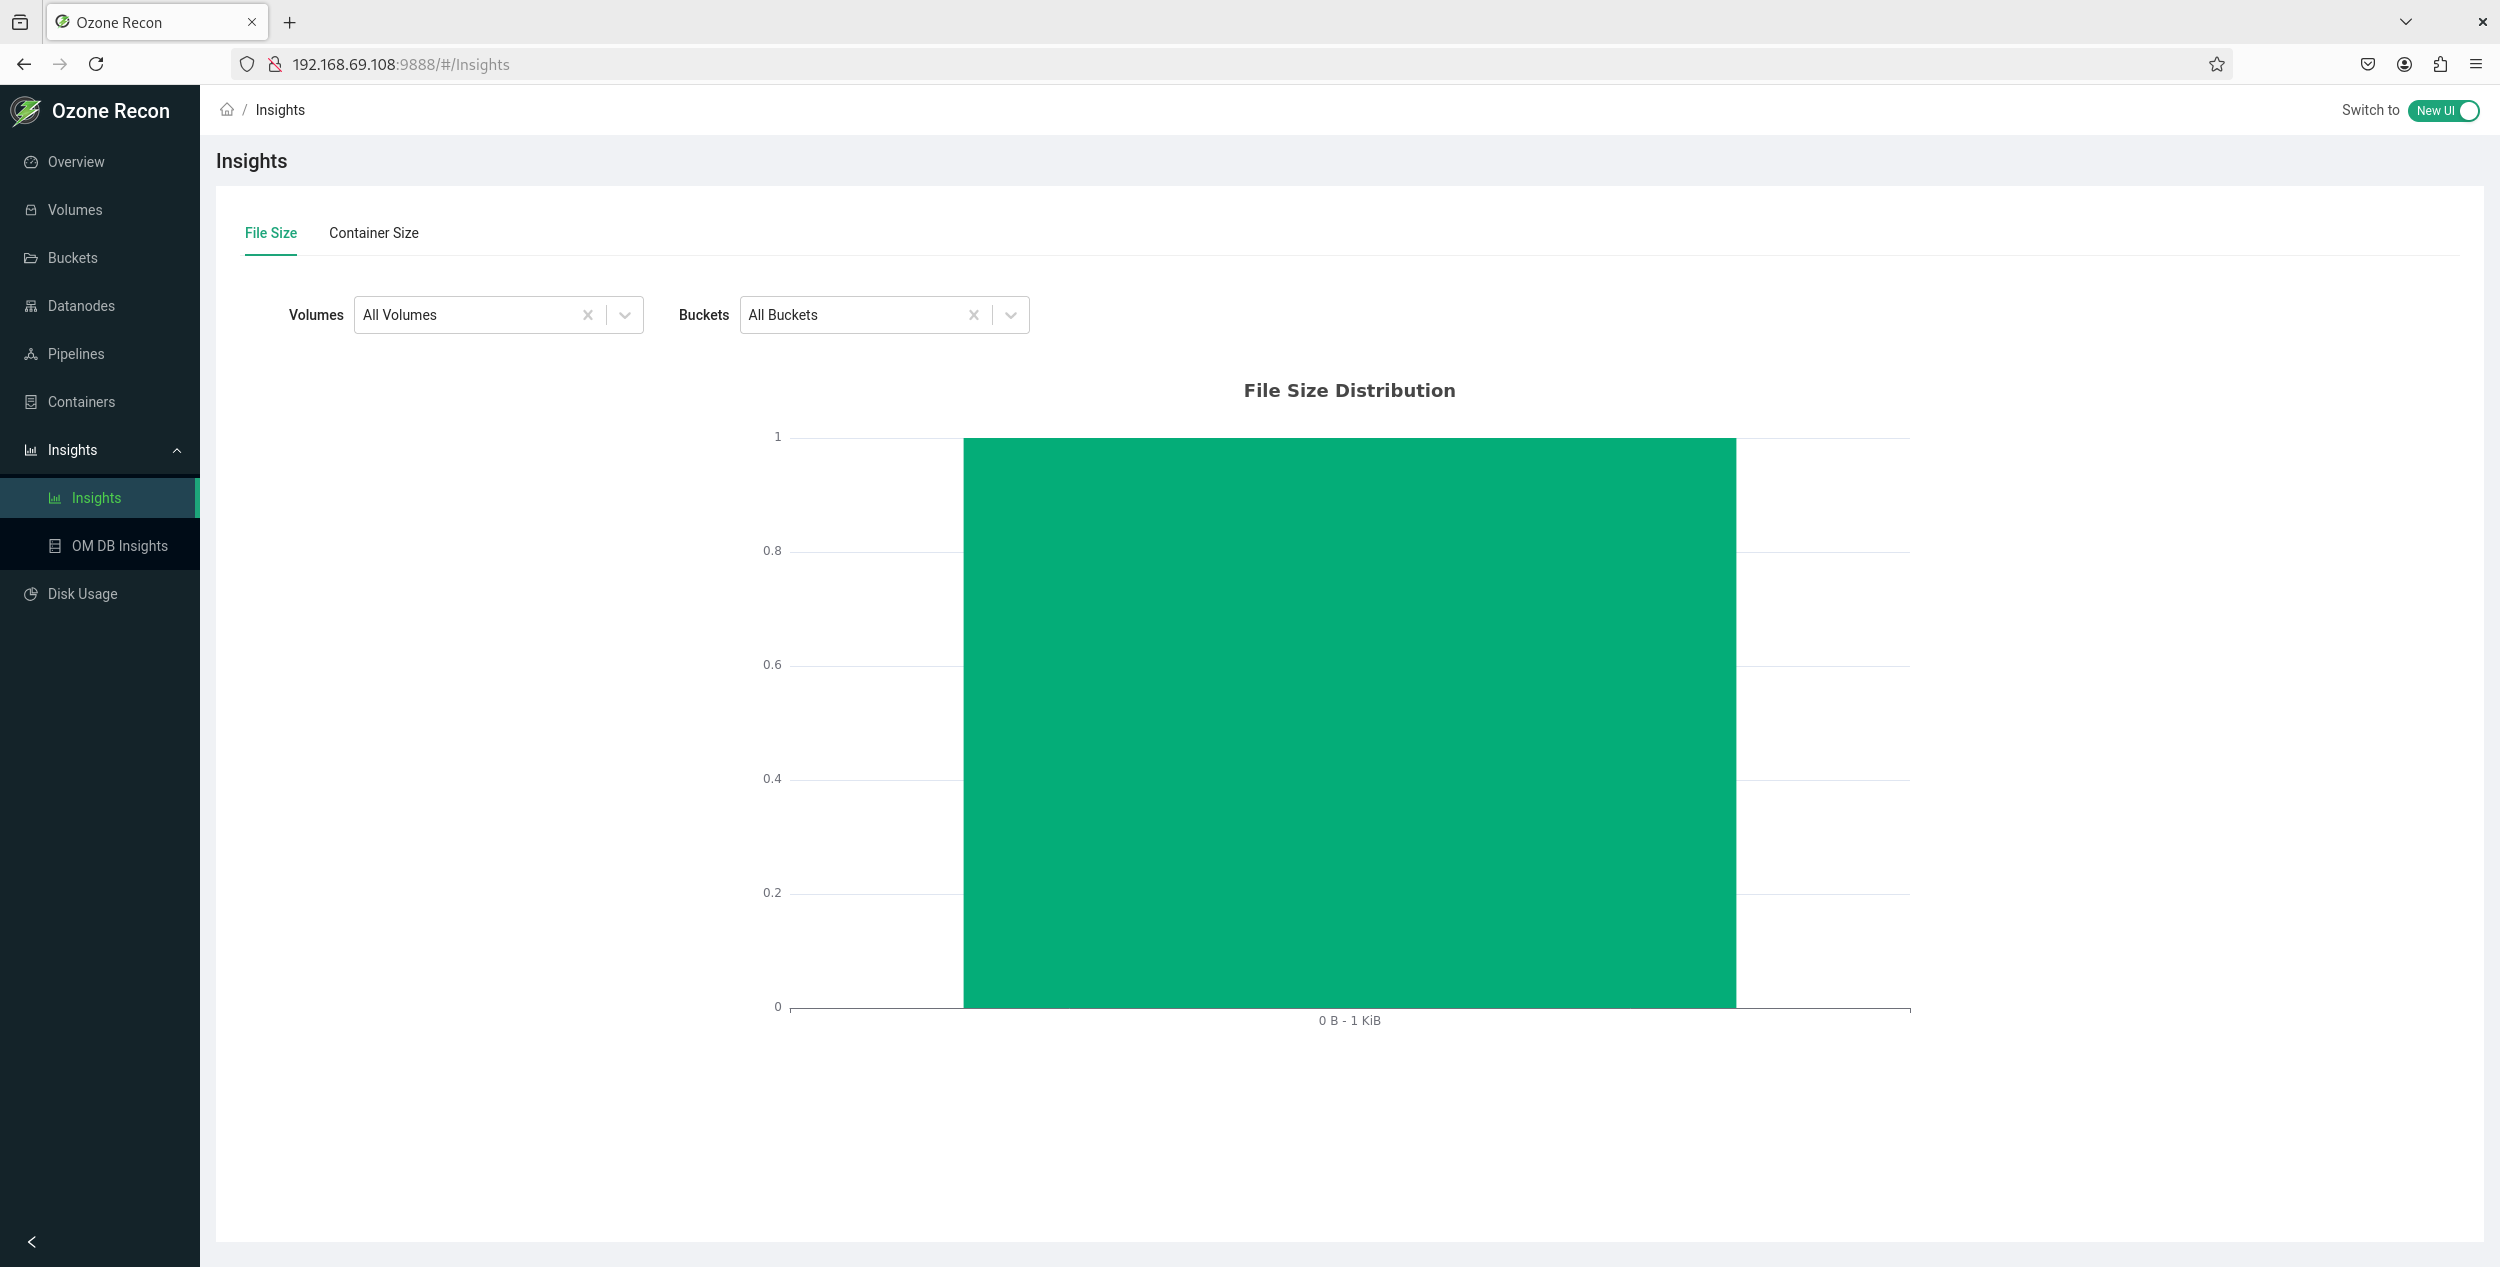 Ozone Recon
192.168.69.108:9888/#/Insights
Ozone Recon
/ Insights
Switch to New UI
Overview
Volumes
Buckets
Datanodes
Pipelines
Containers
Insights
Insights
OM DB Insights
Disk Usage
Insights
File Size Container Size
Volumes All Volumes Buckets All Buckets
File Size Distribution
1
0.8
0.6
0.4
0.2
0
0 B - 1 KiB